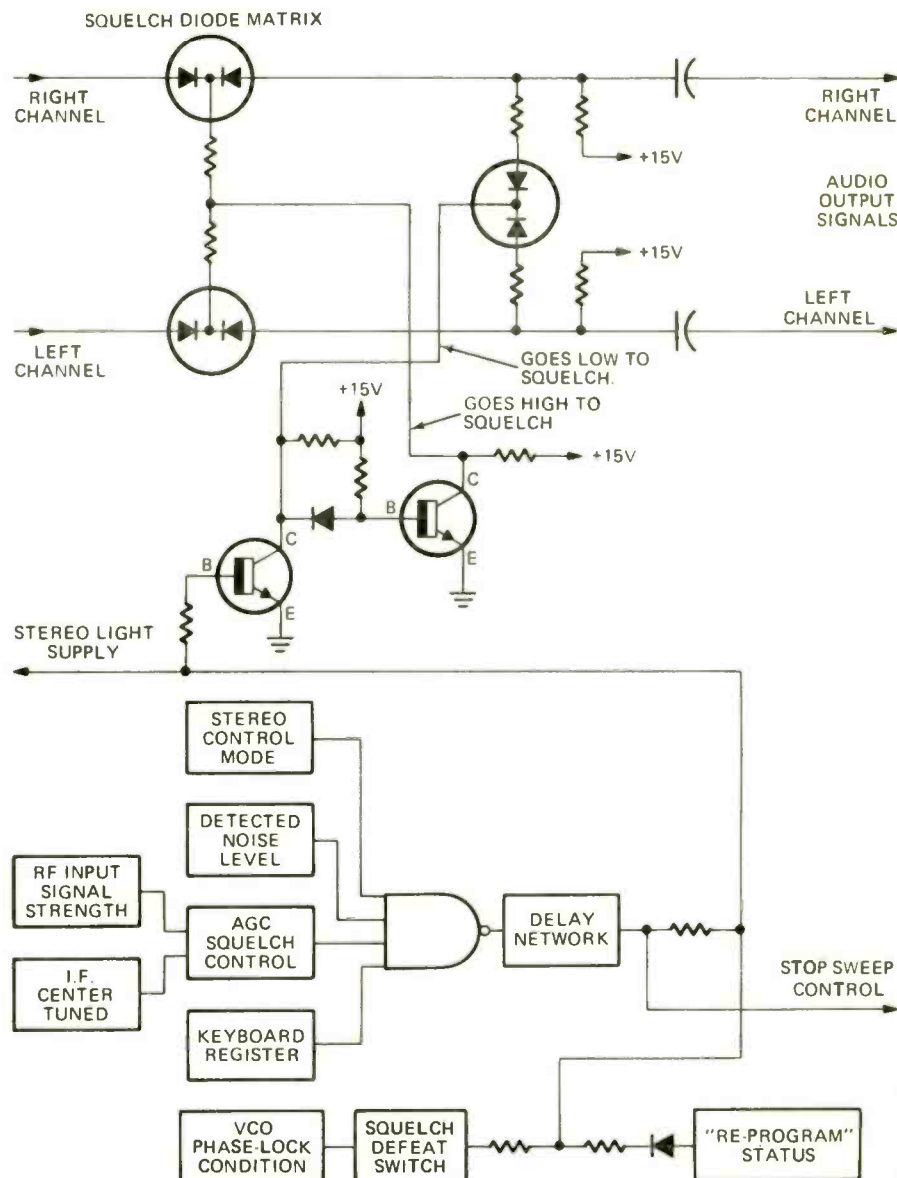 SQUELCH DIODE MATRIX
RIGHT
CHANNEL
RIGHT
CHANNEL
+15V
AUDIO
OUTPUT
SIGNALS
+15V
LEFT
CHANNEL
LEFT
CHANNEL
GOES LOW TO
SQUELCH.
+15V
GOES HIGH TO
SQUELCH
+15V
C
B
E
C
B
E
STEREO LIGHT
SUPPLY
STEREO
CONTROL
MODE
DETECTED
NOISE
LEVEL
RF INPUT
SIGNAL
STRENGTH
AGC
SQUELCH
CONTROL
DELAY
NETWORK
I.F.
CENTER
TUNED
STOP SWEEP
CONTROL
KEYBOARD
REGISTER
VCO
PHASE-LOCK
CONDITION
SQUELCH
DEFEAT
SWITCH
"RE-PROGRAM"
STATUS